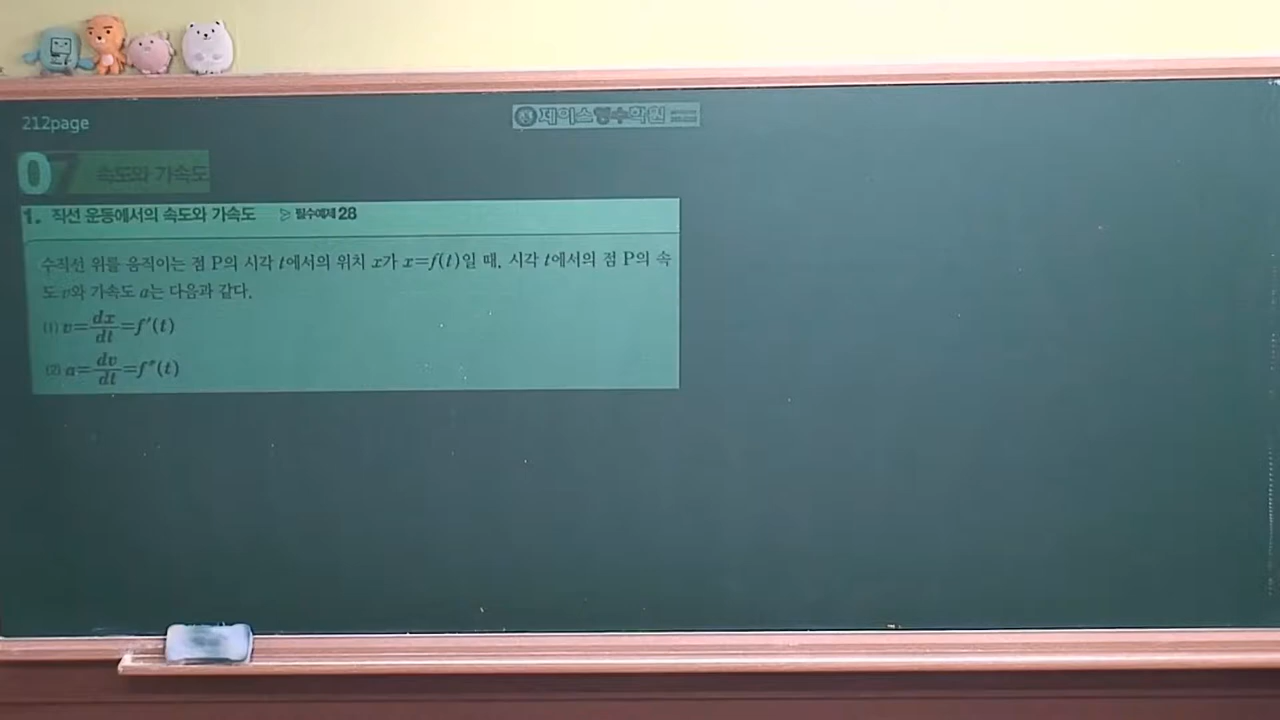 212page
제이스영수학원
07 속도와 가속도
1. 직선 운동에서의 속도와 가속도 ≥ 필수예제 28
수직선 위를 움직이는 점 P의 시각 t에서의 위치 x가 x=f(t)일 때, 시각 t에서의 점 P의 속
도 v와 가속도 a는 다음과 같다.
(1) v=dx/dt=f′(t)
(2) a=dv/dt=f″(t)